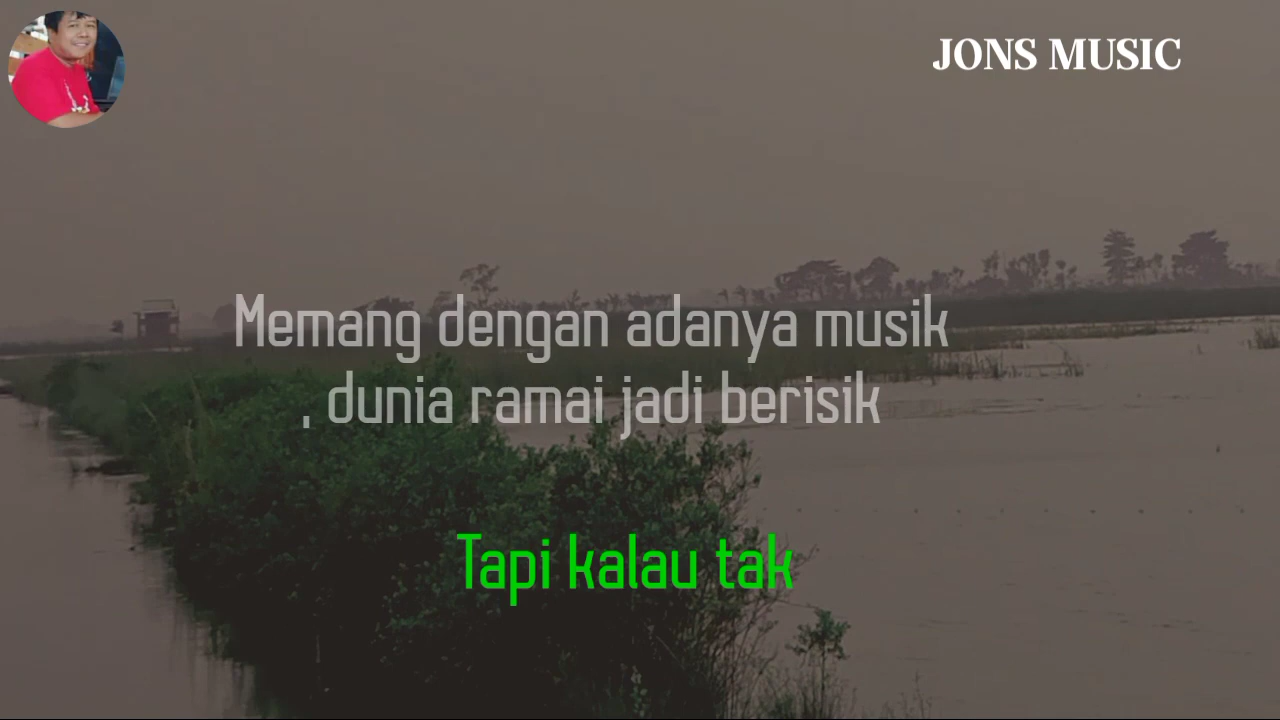 JONS MUSIC
Memang dengan adanya musik
, dunia ramai jadi berisik
Tapi kalau tak